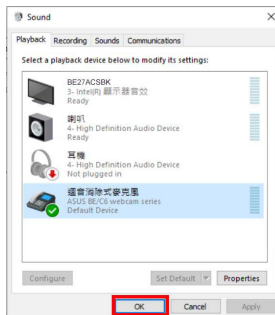 Sound
Playback Recording Sounds Communications
Select a playback device below to modify its settings:
BE27ACSBK
3- Intel(R) 顯示器音效
Ready
喇叭
4- High Definition Audio Device
Ready
耳機
4- High Definition Audio Device
Not plugged in
迴音消除式麥克風
ASUS BE/C6 webcam series
Default Device
Configure Set Default Properties
OK Cancel Apply